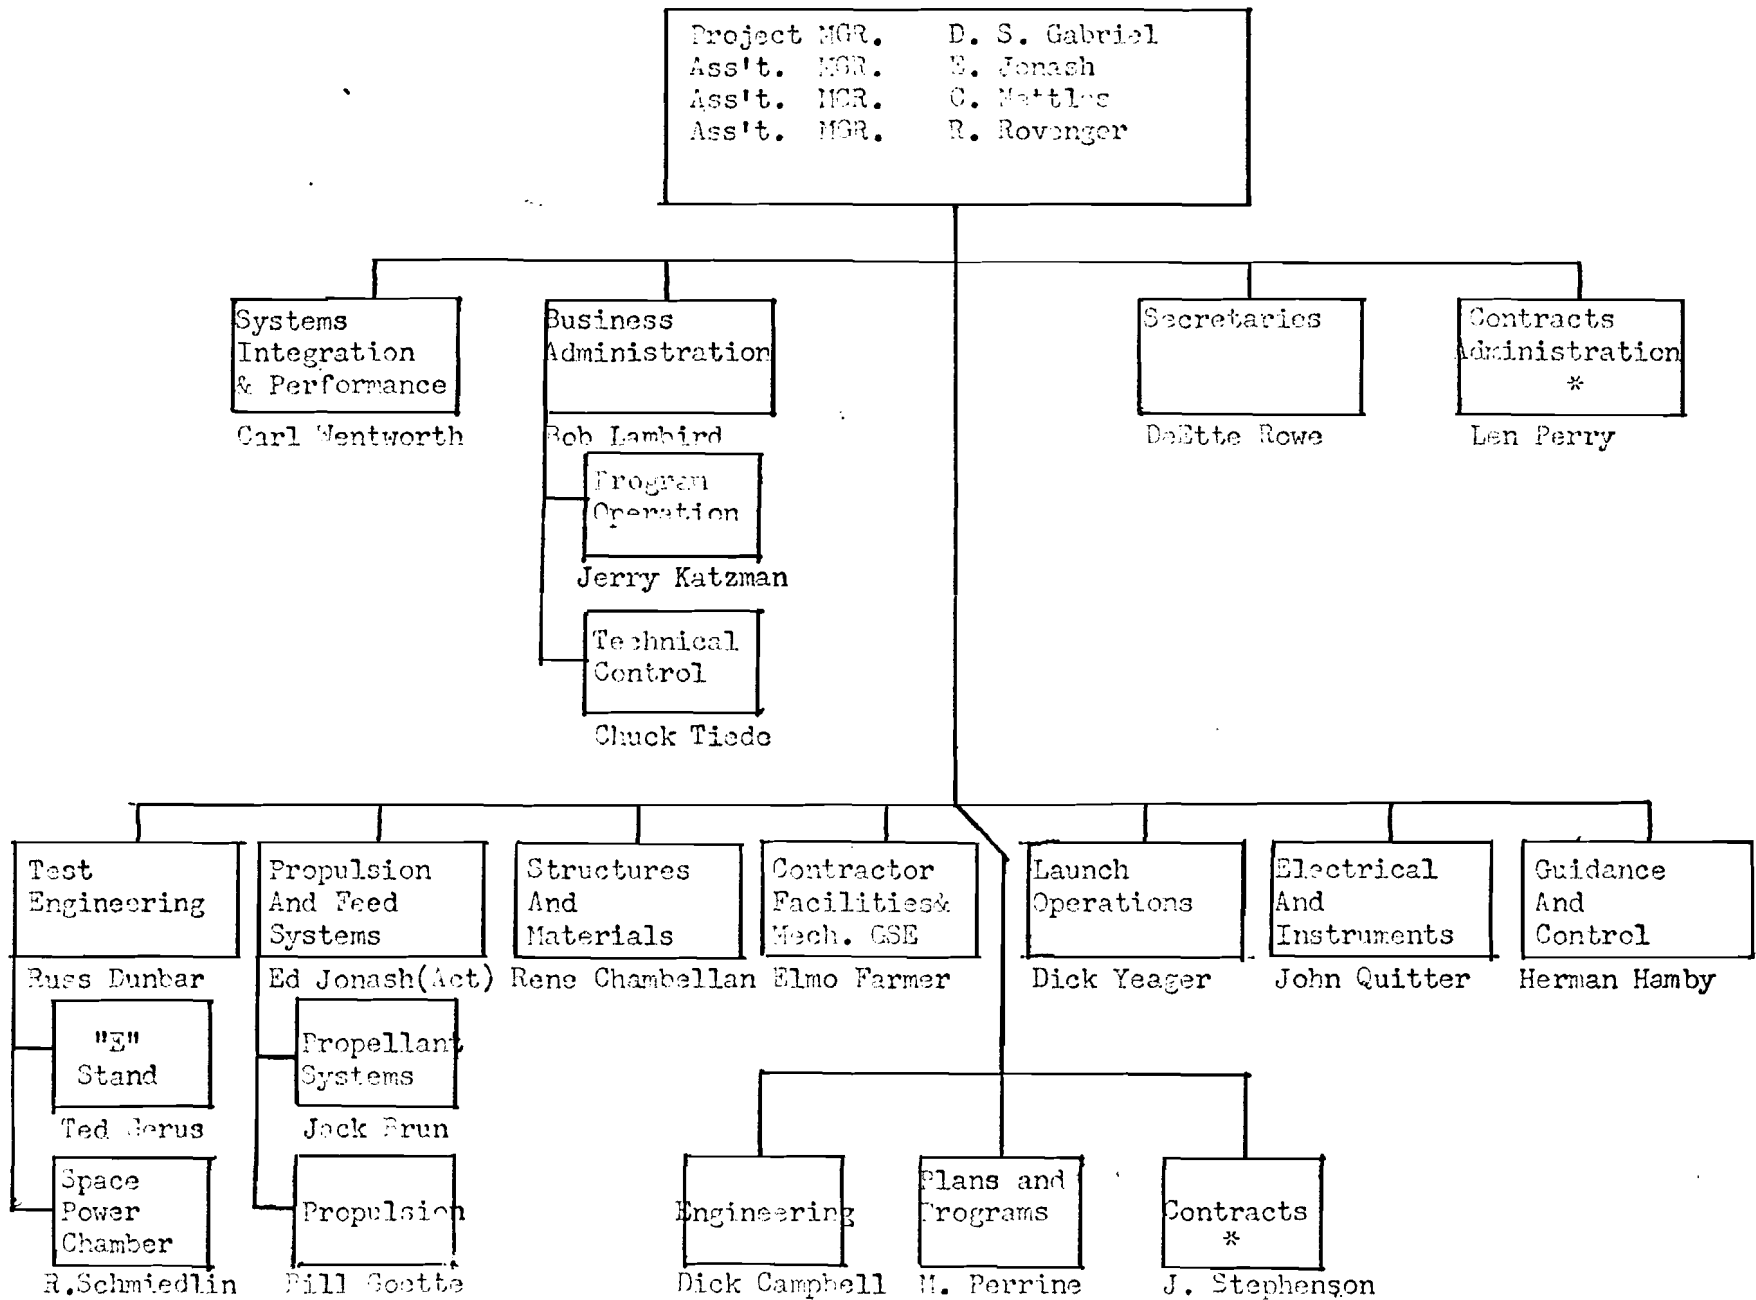 Project MGR. D. S. Gabriel
Ass't. MGR. E. Jonash
Ass't. MGR. C. Nettles
Ass't. MGR. R. Rovenger
Systems
Integration
& Performance
Carl Wentworth
Business
Administration
Bob Lambird
Program
Operation
Jerry Katzman
Technical
Control
Chuck Tiede
Secretaries
DeEtte Rowe
Contracts
Administration
*
Len Perry
Test
Engineering
Russ Dunbar
"E"
Stand
Ted
Space
Power
Chamber
R.Schmiedlin
Propulsion
And Feed
Systems
Ed Jonash(Act)
Propellant
Systems
Jack Brun
Propulsion
Bill Goette
Structures
And
Materials
Rene Chambellan
Contractor
Facilities&
Mech. GSE
Elmo Farmer
Launch
Operations
Dick Yeager
Electrical
And
Instruments
John Quitter
Guidance
And
Control
Herman Hamby
Engineering
Dick Campbell
Plans and
Programs
M. Perrine
Contracts
*
J. Stephenson